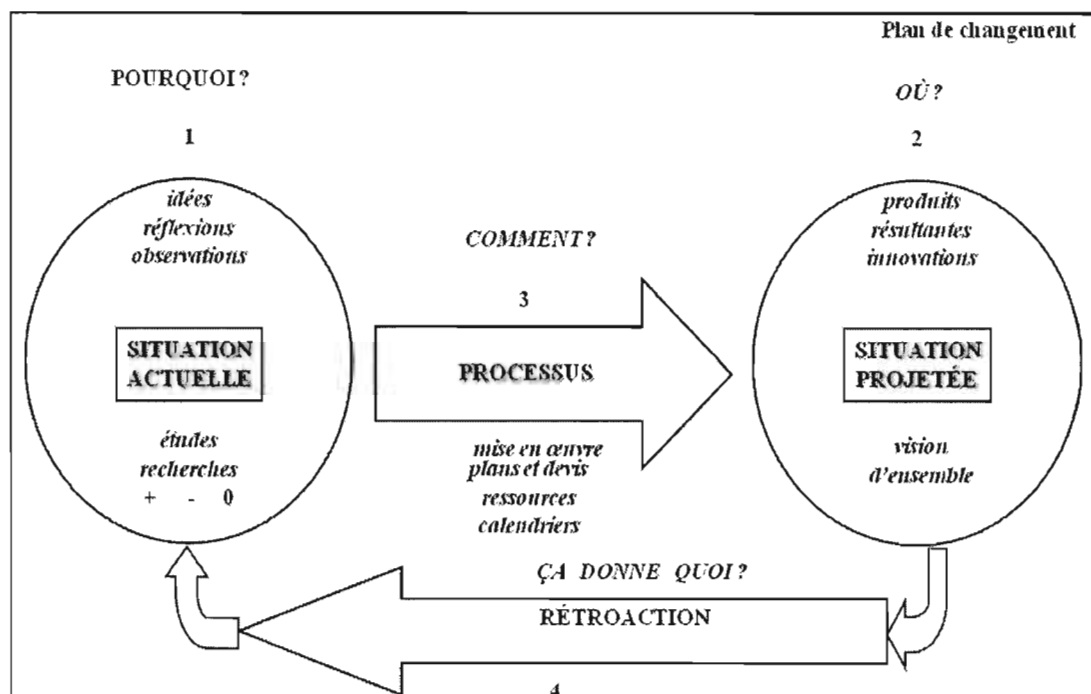 Plan de changement
POURQUOI?
1
idées
réflexions
observations
SITUATION
ACTUELLE
études
recherches
+ - 0
OÙ?
2
produits
résultantes
innovations
SITUATION
PROJETÉE
vision
d'ensemble
COMMENT?
3
PROCESSUS
mise en œuvre
plans et devis
ressources
calendriers
ÇA DONNE QUOI?
RÉTROACTION
4